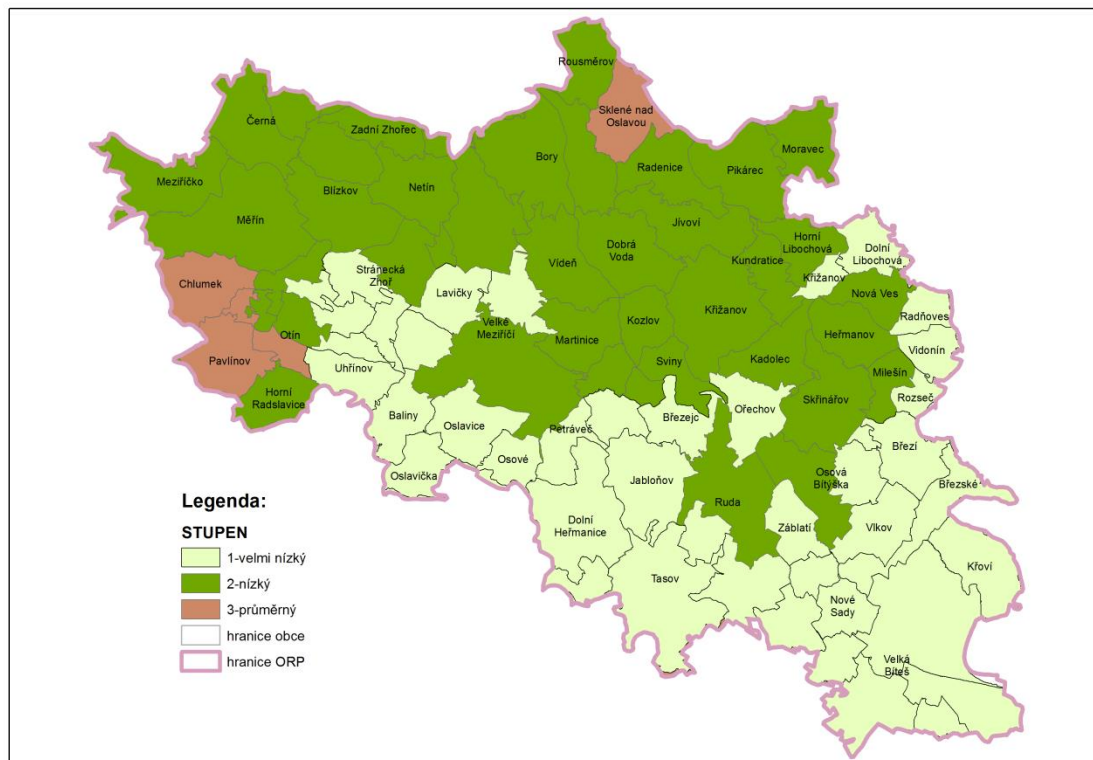 Rousměrov
Sklené nad
Oslavou
Černá
Zadní Zhořec
Bory
Moravec
Radenice
Pikárec
Meziříčko
Blízkov
Netín
Měřín
Jívoví
Horní
Libochová
Dobrá
Voda
Dolní
Libochová
Vídeň
Kundratice
Stránecká
Zhoř
Křižanov
Chlumek
Lavičky
Nová Ves
Křižanov
Kozlov
Radňoves
Velké
Meziříčí
Otín
Martinice
Heřmanov
Vidonín
Pavlínov
Sviny
Kadolec
Uhřínov
Milešín
Horní
Radslavice
Skřinářov
Rozseč
Ořechov
Baliny
Březejc
Oslavice
Petráveč
Březí
Osové
Oslavička
Jabloňov
Osová
Bítýška
Březské
Ruda
Dolní
Heřmanice
Záblatí
Vlkov
Křoví
Tasov
Nové
Sady
Velká
Bíteš
Legenda:
STUPEN
1-velmi nízký
2-nízký
3-průměrný
hranice obce
hranice ORP